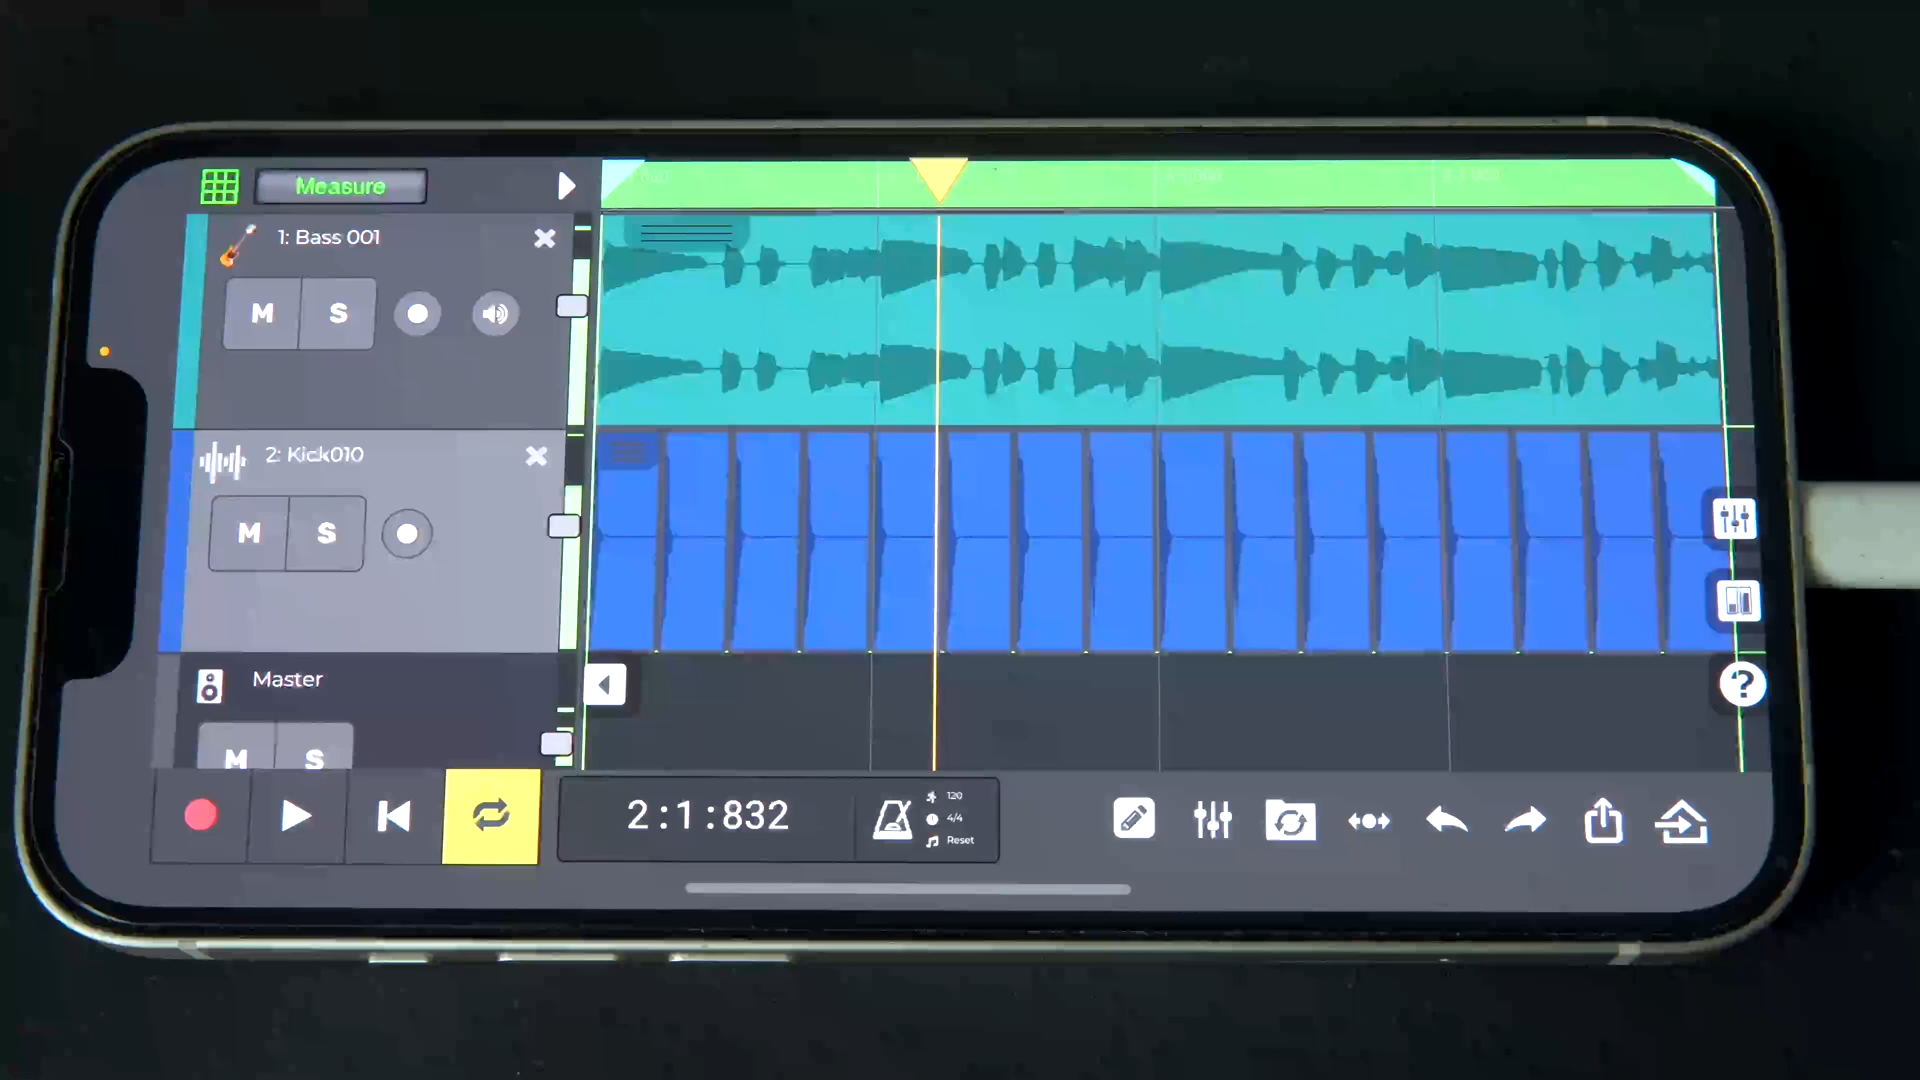 Measure
1: Bass 001
M S
2: Kick010
M S
Master
M S
2:1:832
120
4/4
Reset
?